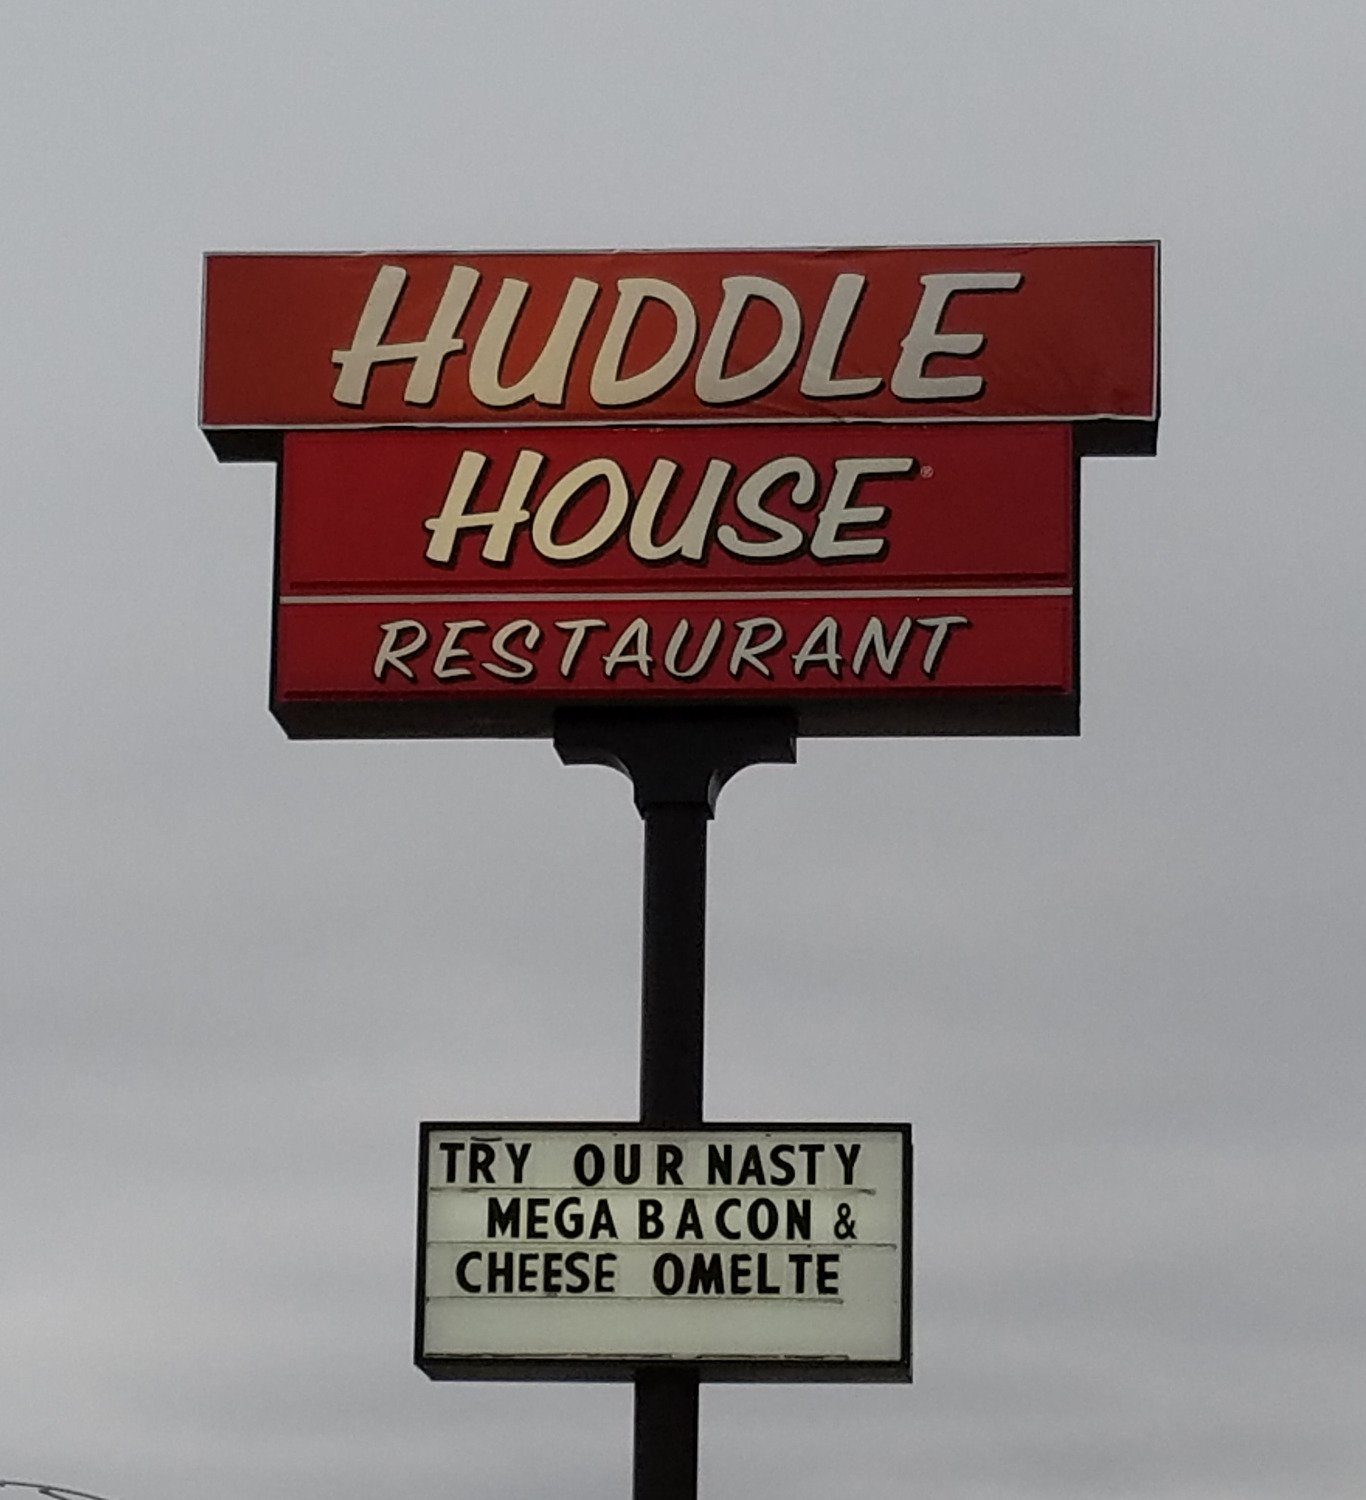 HUDDLE
HOUSE®
RESTAURANT
TRY OUR NASTY
MEGA BACON &
CHEESE OMELTE